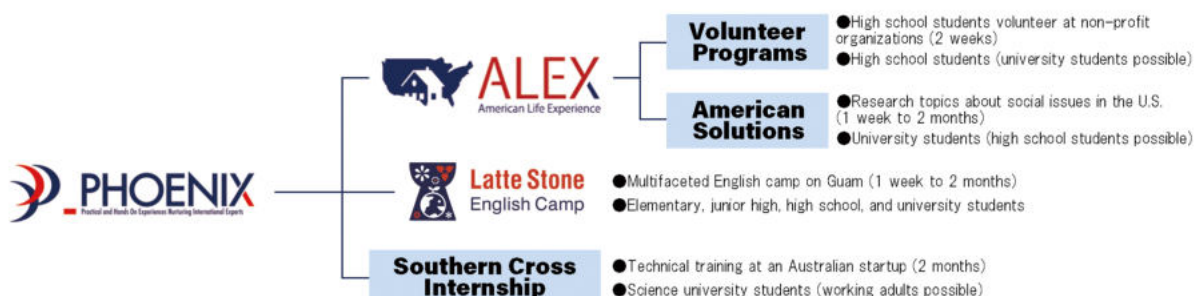 PHOENIX
Practical and Hands On Experiences Nurturing International Experts
ALEX
American Life Experience
Volunteer
Programs
●High school students volunteer at non-profit
organizations (2 weeks)
●High school students (university students possible)
American
Solutions
●Research topics about social issues in the U.S.
(1 week to 2 months)
●University students (high school students possible)
Latte Stone
English Camp
●Multifaceted English camp on Guam (1 week to 2 months)
●Elementary, junior high, high school, and university students
Southern Cross
Internship
●Technical training at an Australian startup (2 months)
●Science university students (working adults possible)